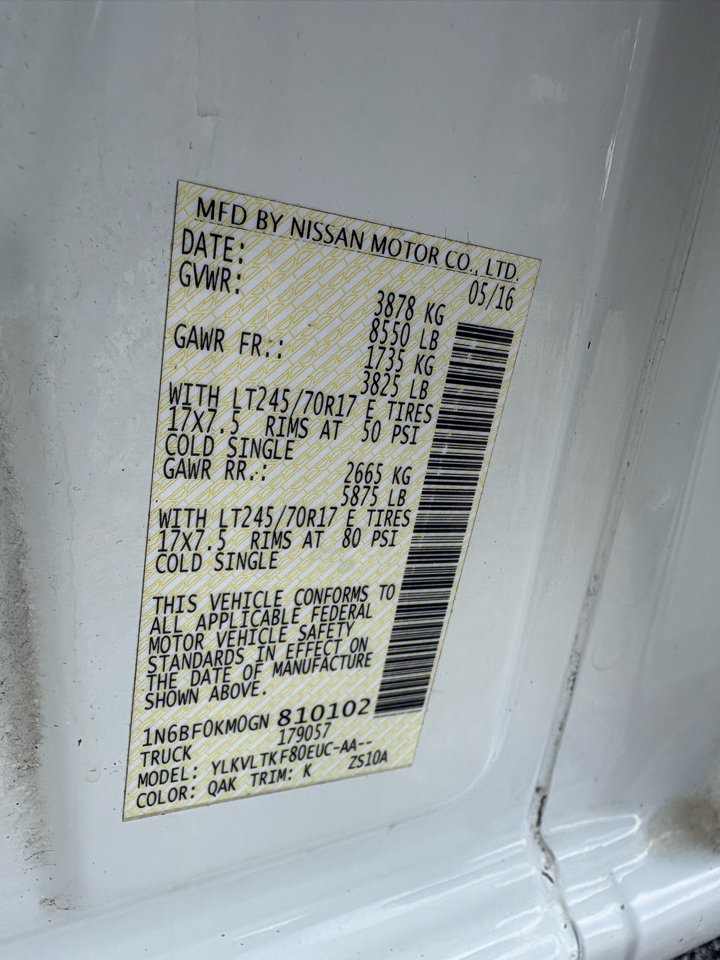 MFD BY NISSAN MOTOR CO., LTD.
DATE: 05/16
GVWR: 3878 KG
8550 LB
GAWR FR.: 1735 KG
3825 LB
WITH LT245/70R17 E TIRES
17X7.5 RIMS AT 50 PSI
COLD SINGLE
GAWR RR.: 2665 KG
5875 LB
WITH LT245/70R17 E TIRES
17X7.5 RIMS AT 80 PSI
COLD SINGLE
THIS VEHICLE CONFORMS TO
ALL APPLICABLE FEDERAL
MOTOR VEHICLE SAFETY
STANDARDS IN EFFECT ON
THE DATE OF MANUFACTURE
SHOWN ABOVE.
1N6BF0KM0GN 810102
TRUCK 179057
MODEL: YLKVLTKF80EUC-AA--
COLOR: QAK TRIM: K ZS10A